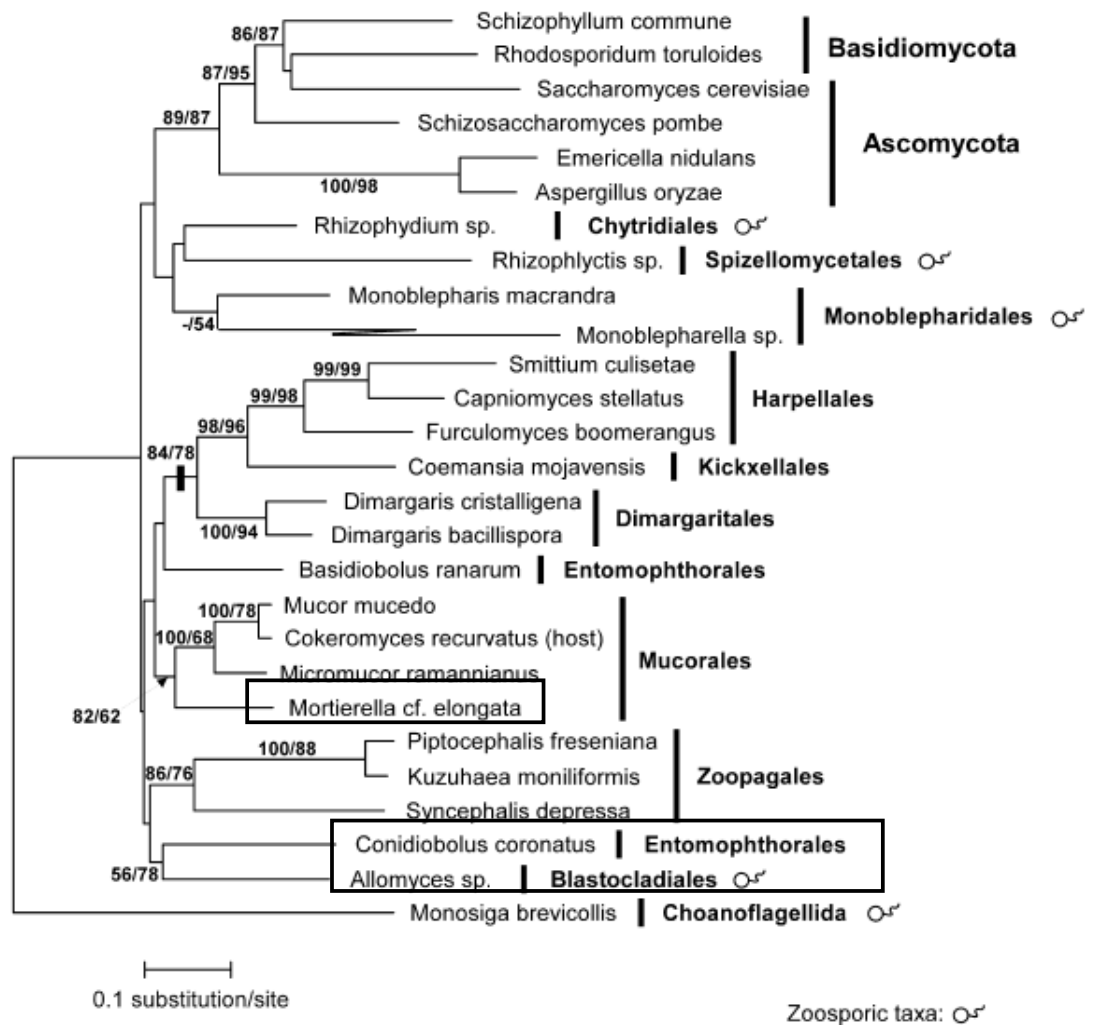 Schizophyllum commune
86/87
Rhodosporidum toruloides
Basidiomycota
87/95
Saccharomyces cerevisiae
89/87
Schizosaccharomyces pombe
Ascomycota
Emericella nidulans
100/98
Aspergillus oryzae
Rhizophydium sp. Chytridiales
Rhizophlyctis sp. Spizellomycetales
Monoblepharis macrandra
-/54
Monoblepharidales
Monoblepharella sp.
99/99
Smittium culisetae
99/98
Capniomyces stellatus
Harpellales
98/96
Furculomyces boomerangus
84/78
Coemansia mojavensis Kickxellales
Dimargaris cristalligena
Dimargaritales
100/94
Dimargaris bacillispora
Basidiobolus ranarum Entomophthorales
100/78
Mucor mucedo
100/68
Cokeromyces recurvatus (host)
Mucorales
Micromucor ramannianus
Mortierella cf. elongata
82/62
100/88
Piptocephalis freseniana
86/76
Kuzuhaea moniliformis
Zoopagales
Syncephalis depressa
Conidiobolus coronatus Entomophthorales
56/78
Allomyces sp. Blastocladiales
Monosiga brevicollis Choanoflagellida
0.1 substitution/site
Zoosporic taxa: